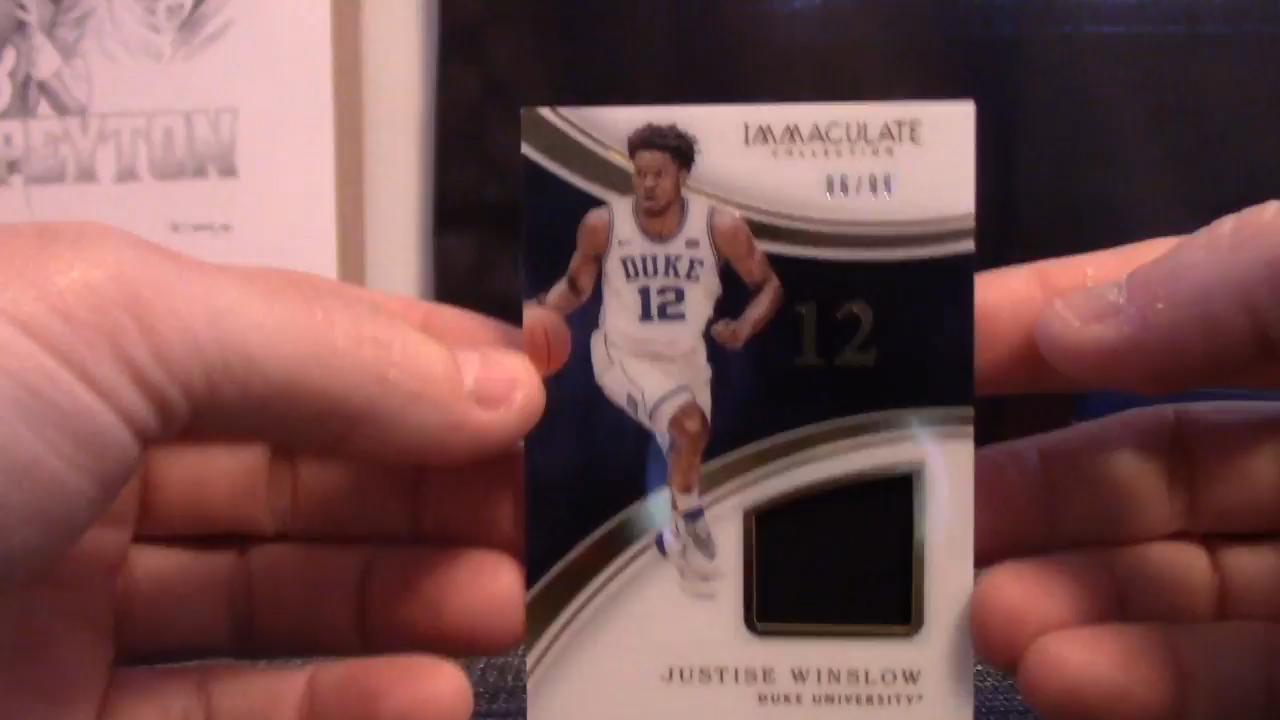 PEYTON
IMMACULATE
COLLECTION
DUKE
12
12
JUSTISE WINSLOW
DUKE UNIVERSITY